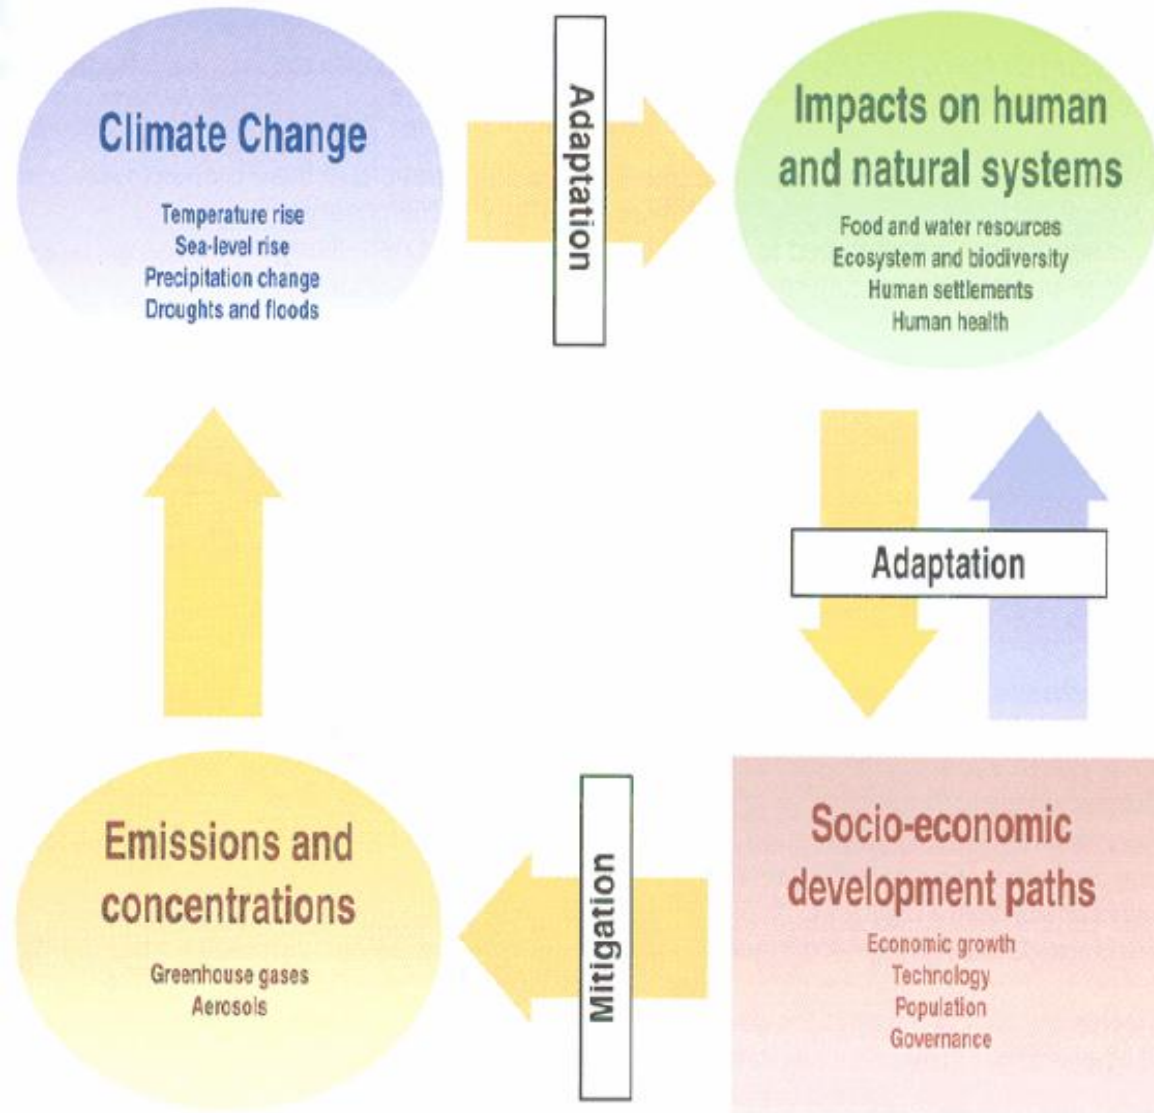 Climate Change
Temperature rise
Sea-level rise
Precipitation change
Droughts and floods
Adaptation
Impacts on human
and natural systems
Food and water resources
Ecosystem and biodiversity
Human settlements
Human health
Adaptation
Emissions and
concentrations
Greenhouse gases
Aerosols
Mitigation
Socio-economic
development paths
Economic growth
Technology
Population
Governance